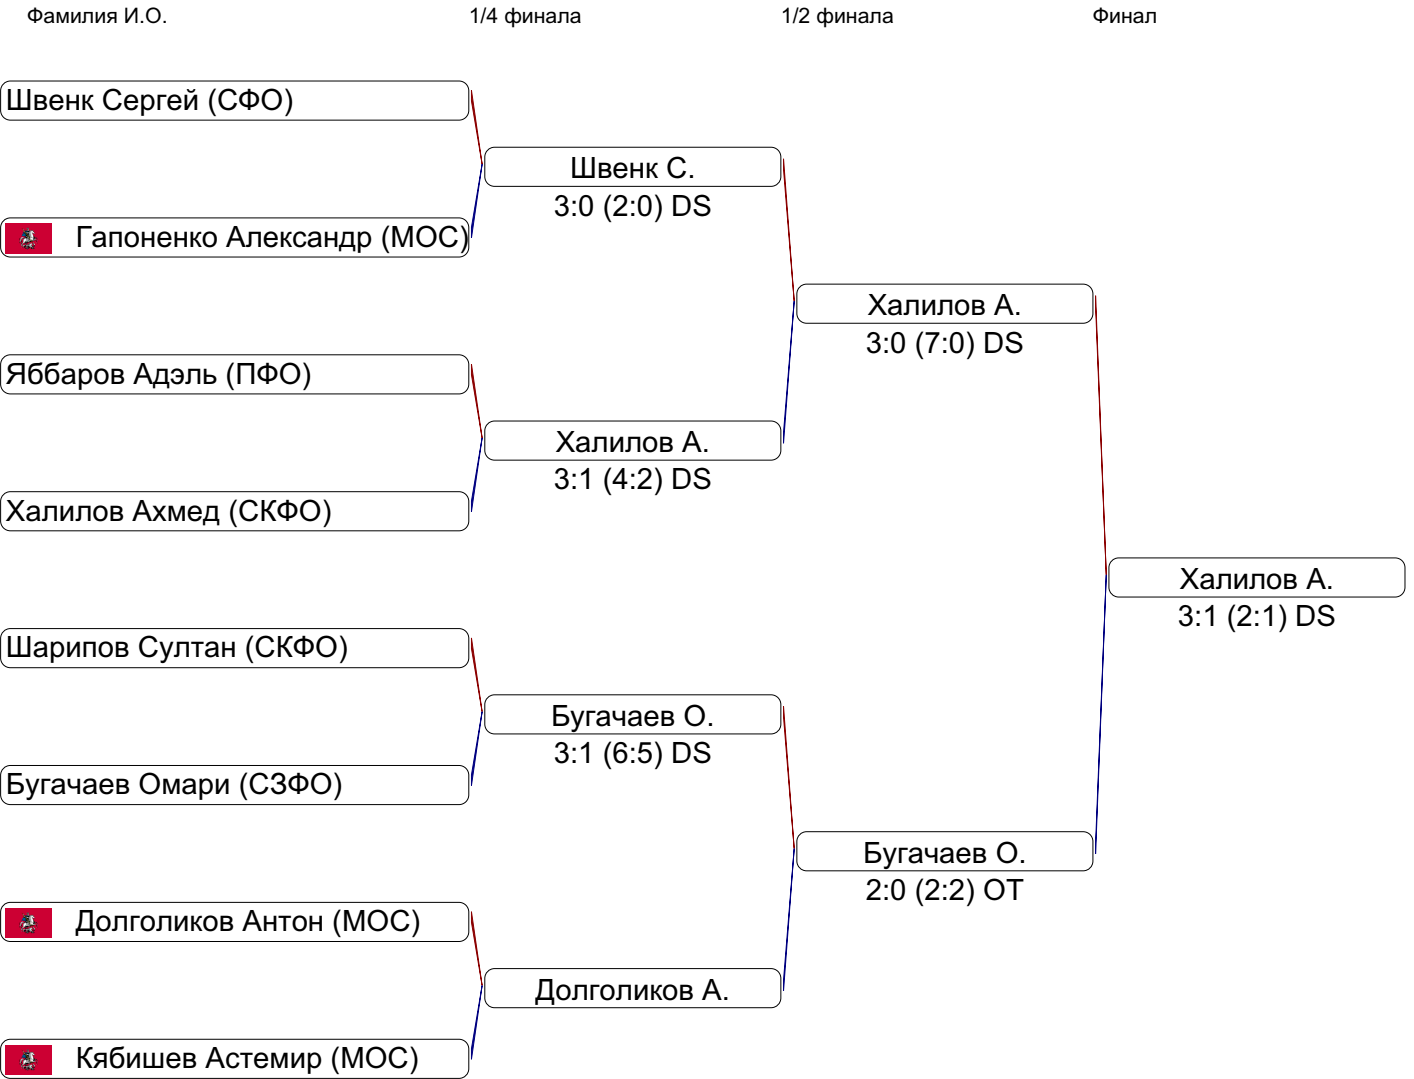 Фамилия И.О.
1/4 финала
1/2 финала
Финал
Швенк Сергей (СФО)
Швенк С.
3:0 (2:0) DS
Гапоненко Александр (МОС)
Халилов А.
3:0 (7:0) DS
Яббаров Адэль (ПФО)
Халилов А.
3:1 (4:2) DS
Халилов Ахмед (СКФО)
Халилов А.
3:1 (2:1) DS
Шарипов Султан (СКФО)
Бугачаев О.
3:1 (6:5) DS
Бугачаев Омари (СЗФО)
Бугачаев О.
2:0 (2:2) OT
Долголиков Антон (МОС)
Долголиков А.
Кябишев Астемир (МОС)